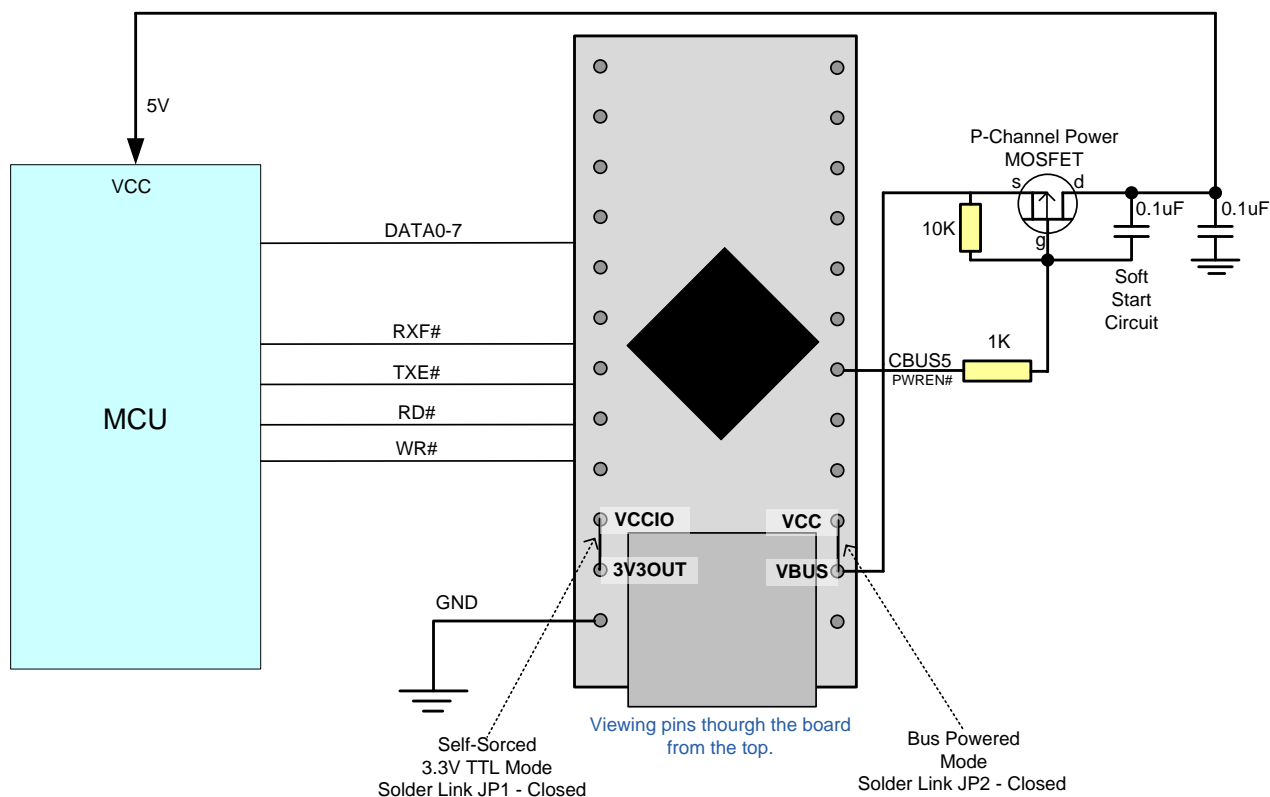 5V
VCC
P-Channel Power
MOSFET
s
d
g
10K
0.1uF
0.1uF
Soft
Start
Circuit
DATA0-7
RXF#
TXE#
RD#
WR#
MCU
1K
CBUS5
PWREN#
VCCIO
VCC
3V3OUT
VBUS
GND
Viewing pins thourgh the board
from the top.
Self-Sorced
3.3V TTL Mode
Solder Link JP1 - Closed
Bus Powered
Mode
Solder Link JP2 - Closed